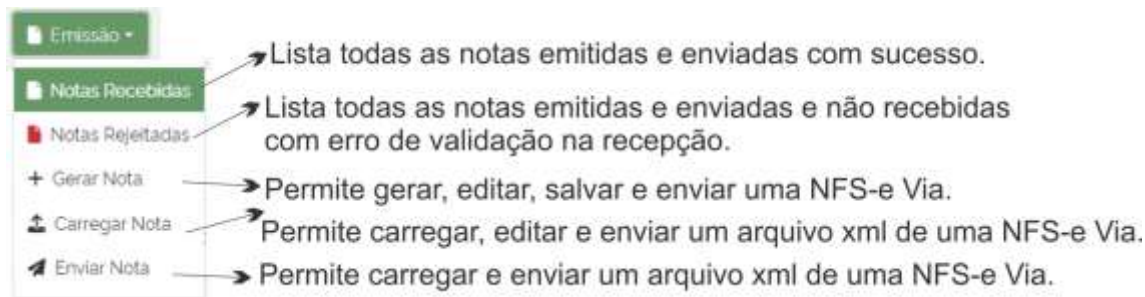 Emissão
Notas Recebidas
Lista todas as notas emitidas e enviadas com sucesso.
Notas Rejeitadas
Lista todas as notas emitidas e enviadas e não recebidas
com erro de validação na recepção.
+ Gerar Nota
Permite gerar, editar, salvar e enviar uma NFS-e Via.
Carregar Nota
Permite carregar, editar e enviar um arquivo xml de uma NFS-e Via.
Enviar Nota
Permite carregar e enviar um arquivo xml de uma NFS-e Via.